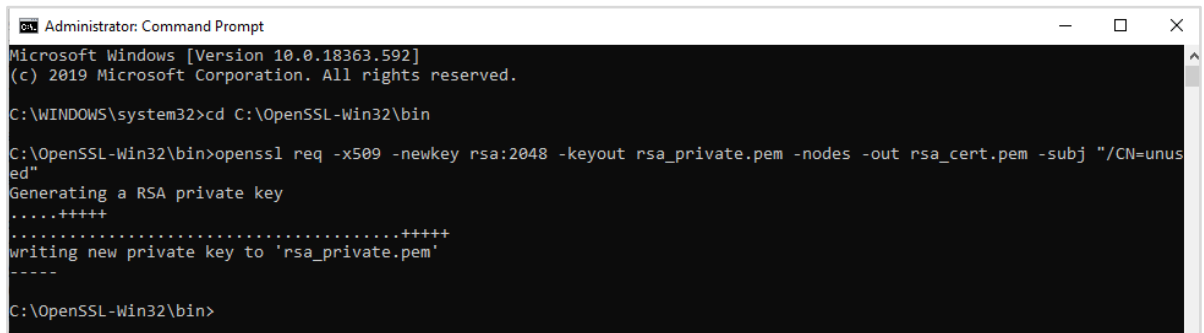 Administrator: Command Prompt
Microsoft Windows [Version 10.0.18363.592]
(c) 2019 Microsoft Corporation. All rights reserved.
C:\WINDOWS\system32>cd C:\OpenSSL-Win32\bin
C:\OpenSSL-Win32\bin>openssl req -x509 -newkey rsa:2048 -keyout rsa_private.pem -nodes -out rsa_cert.pem -subj "/CN=unus
ed"
Generating a RSA private key
.....+++++
.......................................+++++
writing new private key to 'rsa_private.pem'
-----
C:\OpenSSL-Win32\bin>